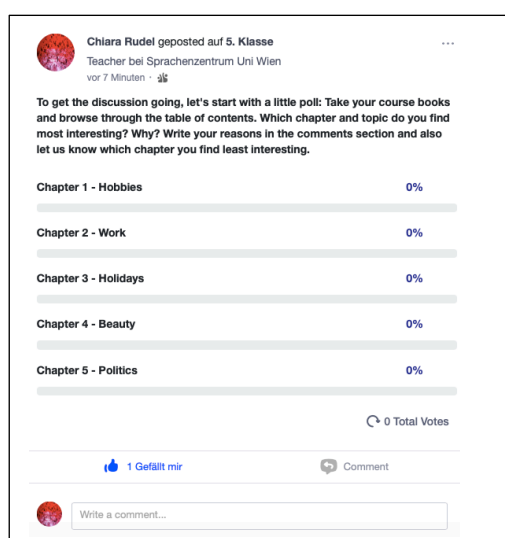 Chiara Rudel geposted auf 5. Klasse
Teacher bei Sprachenzentrum Uni Wien
vor 7 Minuten ·
To get the discussion going, let's start with a little poll: Take your course books
and browse through the table of contents. Which chapter and topic do you find
most interesting? Why? Write your reasons in the comments section and also
let us know which chapter you find least interesting.
Chapter 1 - Hobbies 0%
Chapter 2 - Work 0%
Chapter 3 - Holidays 0%
Chapter 4 - Beauty 0%
Chapter 5 - Politics 0%
0 Total Votes
1 Gefällt mir Comment
Write a comment...